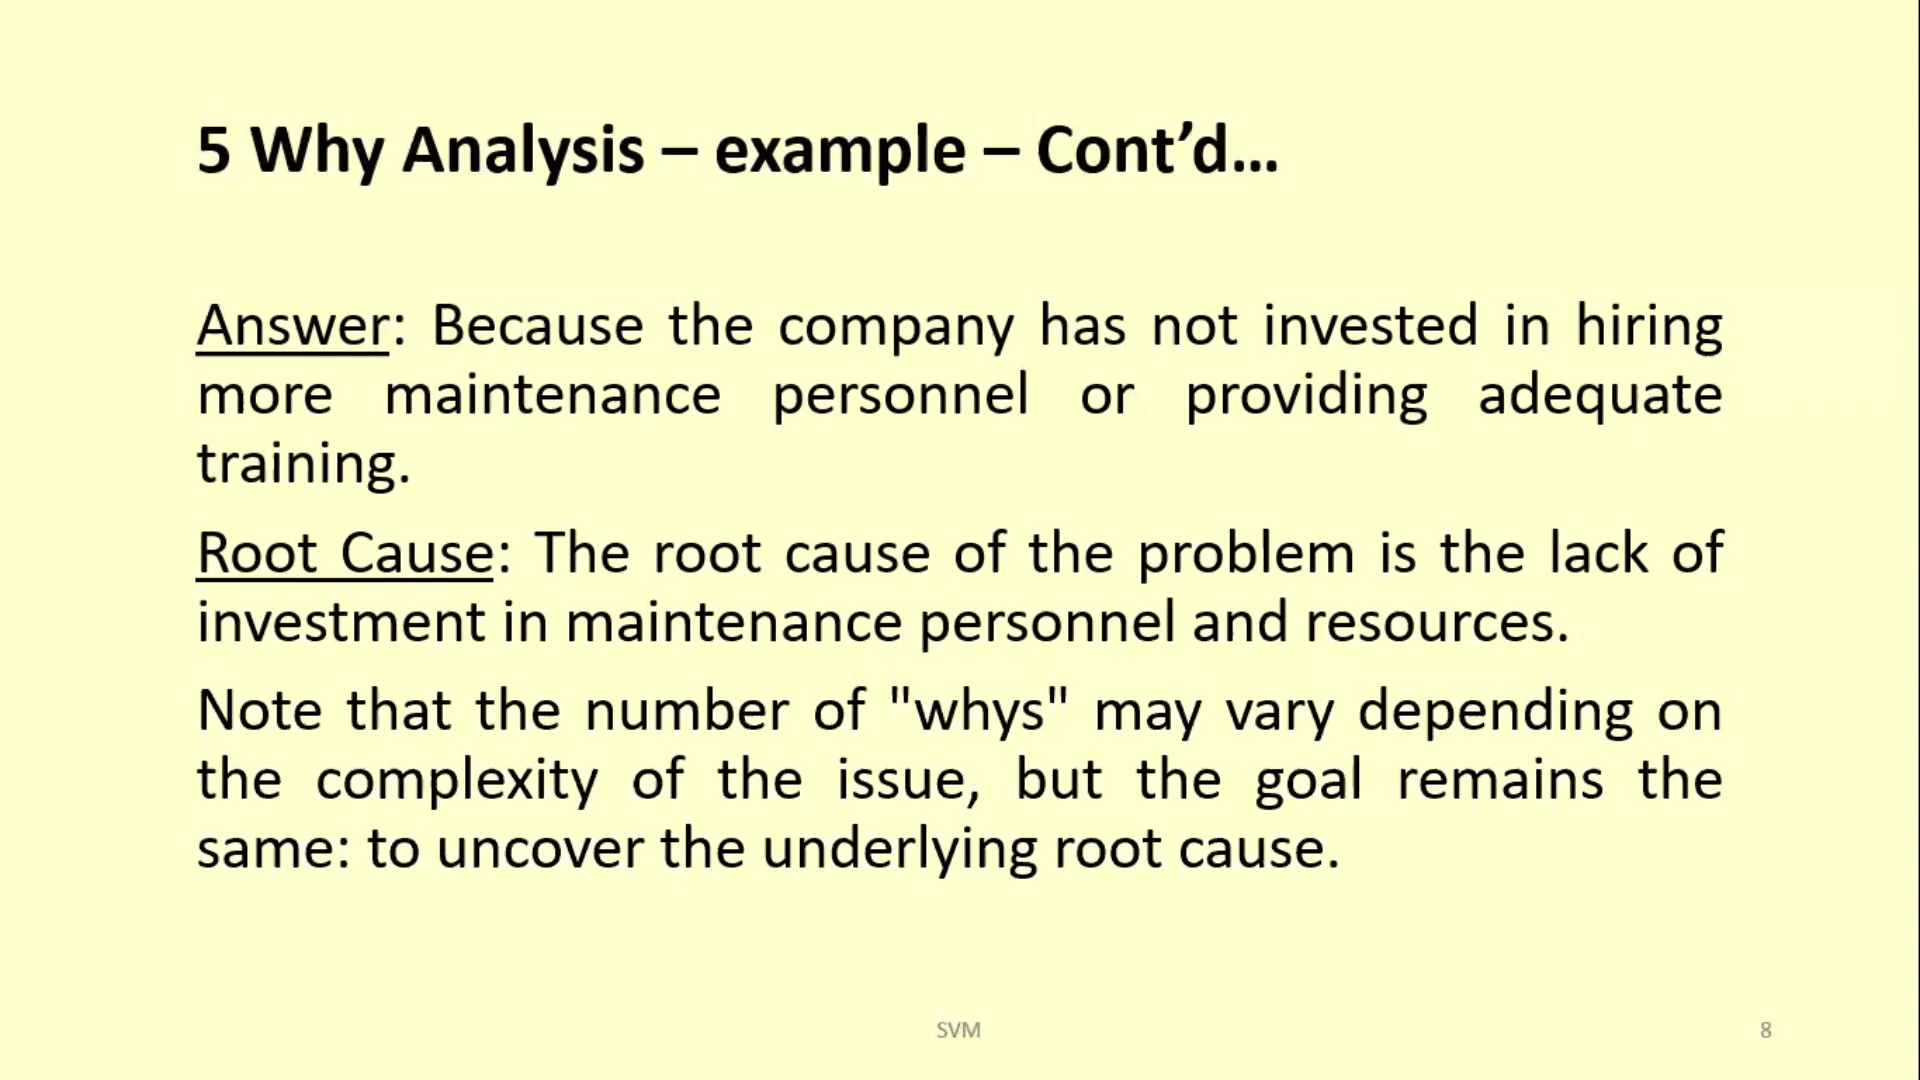 5 Why Analysis – example – Cont’d…
Answer: Because the company has not invested in hiring
more maintenance personnel or providing adequate
training.
Root Cause: The root cause of the problem is the lack of
investment in maintenance personnel and resources.
Note that the number of "whys" may vary depending on
the complexity of the issue, but the goal remains the
same: to uncover the underlying root cause.
SVM
8